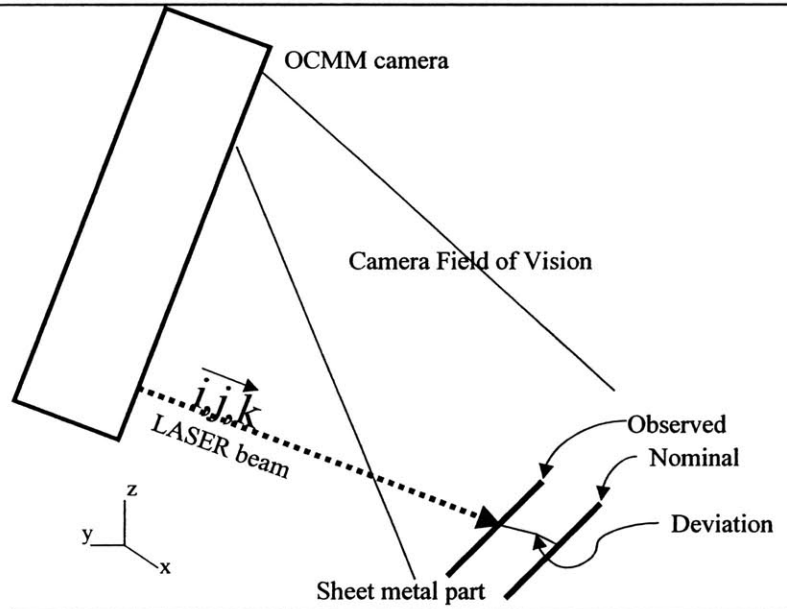 OCMM camera
Camera Field of Vision
i,j,k
LASER beam
Observed
Nominal
Deviation
z
y
x
Sheet metal part